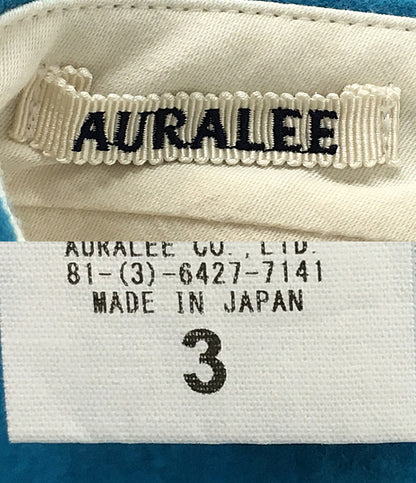 AURALEE
AURALEE CO., LTD.
81-(3)-6427-7141
MADE IN JAPAN
3